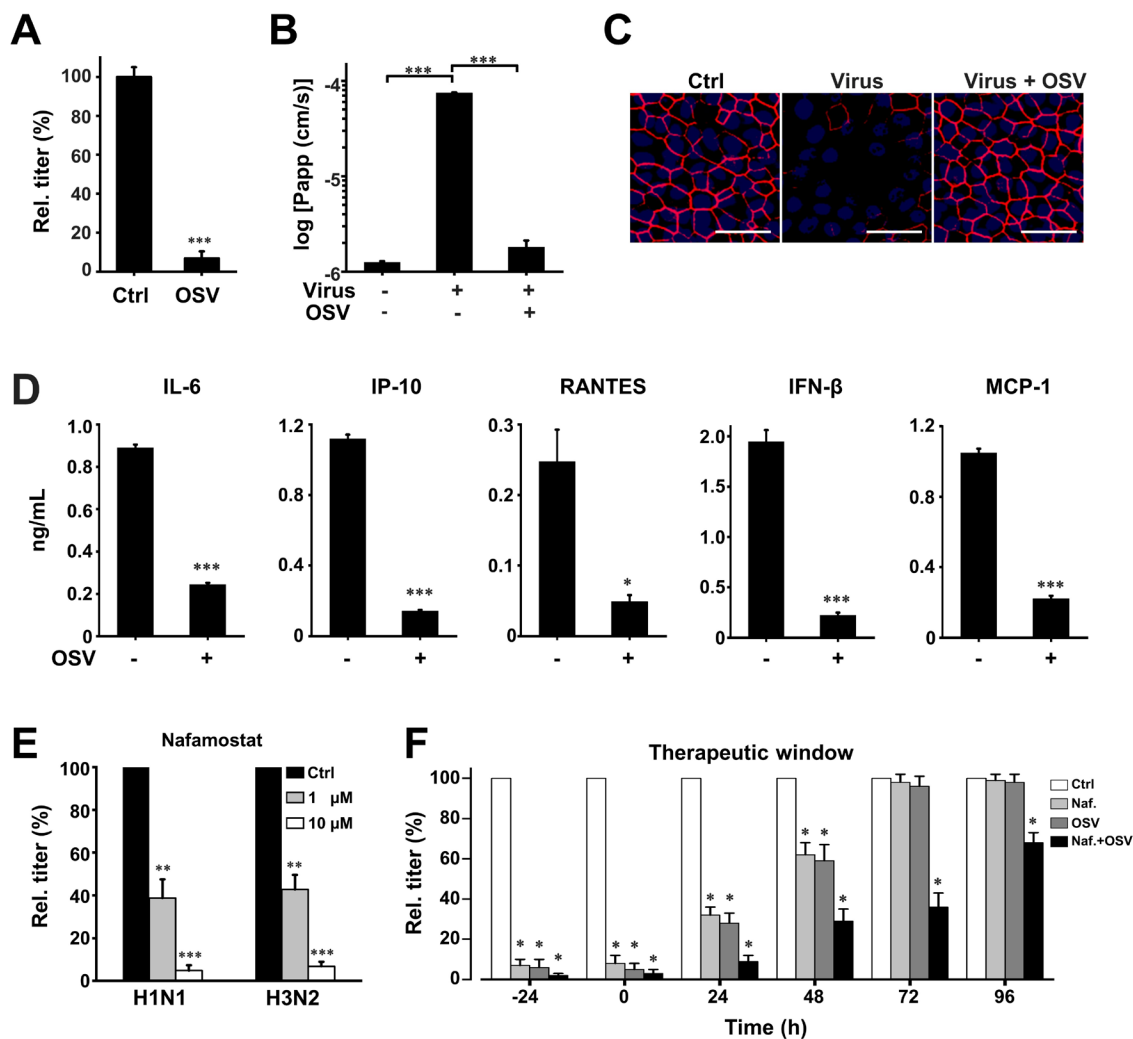 A
Rel. titer (%)
100
80
60
40
20
0
***
Ctrl OSV
B
log [Papp (cm/s)]
-4
-5
-6
*** ***
Virus - + +
OSV - - +
C
Ctrl Virus Virus + OSV
D
ng/mL
IL-6
1.0
0.8
0.6
0.4
0.2
0
***
OSV - +
IP-10
1.2
0.8
0.4
0
***
- +
RANTES
0.3
0.2
0.1
0
*
- +
IFN-β
2.0
1.5
1.0
0.5
0
***
- +
MCP-1
1.2
0.8
0.4
0
***
- +
E
Nafamostat
Rel. titer (%)
100
80
60
40
20
0
Ctrl
1 µM
10 µM
** ***
** ***
H1N1 H3N2
F
Therapeutic window
Rel. titer (%)
100
80
60
40
20
0
Ctrl
Naf.
OSV
Naf.+OSV
* * *
* * *
* * *
* * *
*
*
-24 0 24 48 72 96
Time (h)